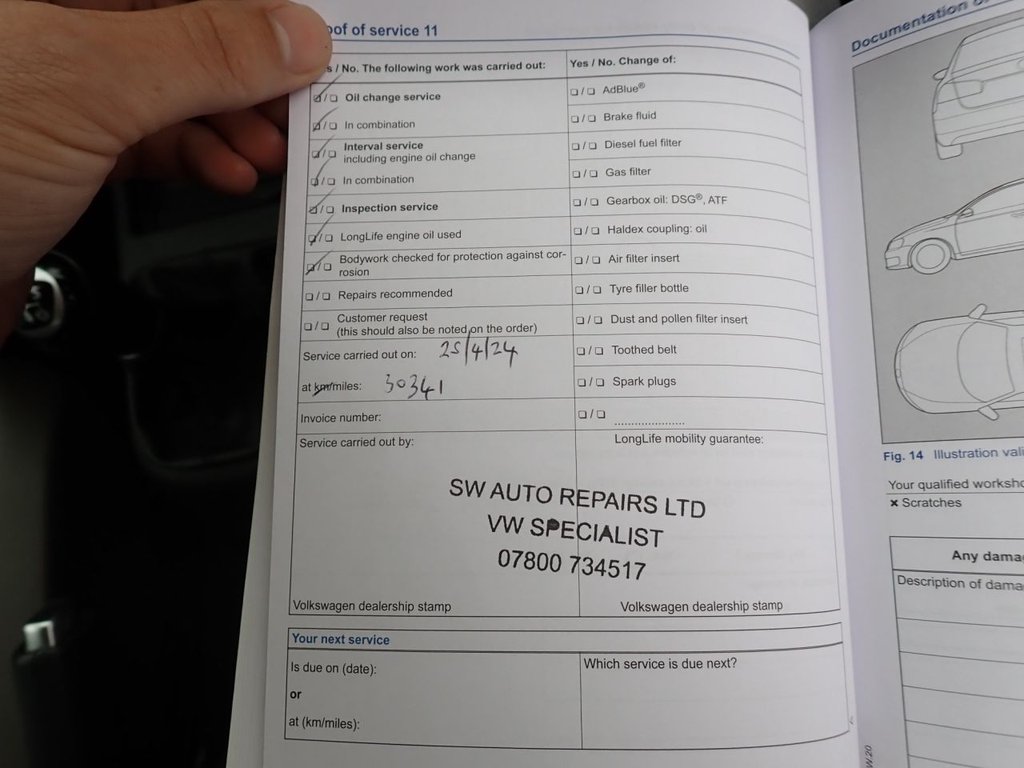 oof of service 11
s / No. The following work was carried out:
☑/☐ Oil change service
☑/☐ In combination
☑/☐ Interval service
including engine oil change
☑/☐ In combination
☑/☐ Inspection service
☑/☐ LongLife engine oil used
☑/☐ Bodywork checked for protection against cor-
rosion
☐/☐ Repairs recommended
☐/☐ Customer request
(this should also be noted on the order)
Service carried out on: 25/4/24
at km/miles: 30341
Invoice number:
Service carried out by:
Yes / No. Change of:
☐/☐ AdBlue®
☐/☐ Brake fluid
☐/☐ Diesel fuel filter
☐/☐ Gas filter
☐/☐ Gearbox oil: DSG®, ATF
☐/☐ Haldex coupling: oil
☐/☐ Air filter insert
☐/☐ Tyre filler bottle
☐/☐ Dust and pollen filter insert
☐/☐ Toothed belt
☐/☐ Spark plugs
☐/☐ ......................
LongLife mobility guarantee:
SW AUTO REPAIRS LTD
VW SPECIALIST
07800 734517
Volkswagen dealership stamp
Volkswagen dealership stamp
Your next service
Is due on (date):
or
at (km/miles):
Which service is due next?
Documentation
Fig. 14 Illustration vali
Your qualified worksho
× Scratches
Any dama
Description of dama
W.20